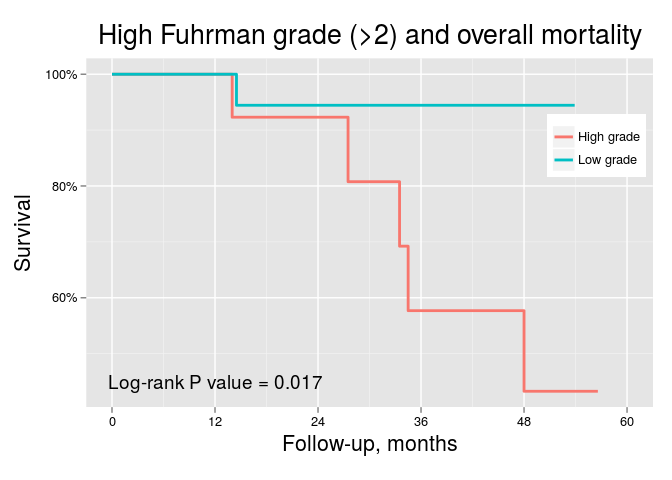 High Fuhrman grade (>2) and overall mortality
100%
80%
60%
Survival
High grade
Low grade
Log-rank P value = 0.017
0 12 24 36 48 60
Follow-up, months